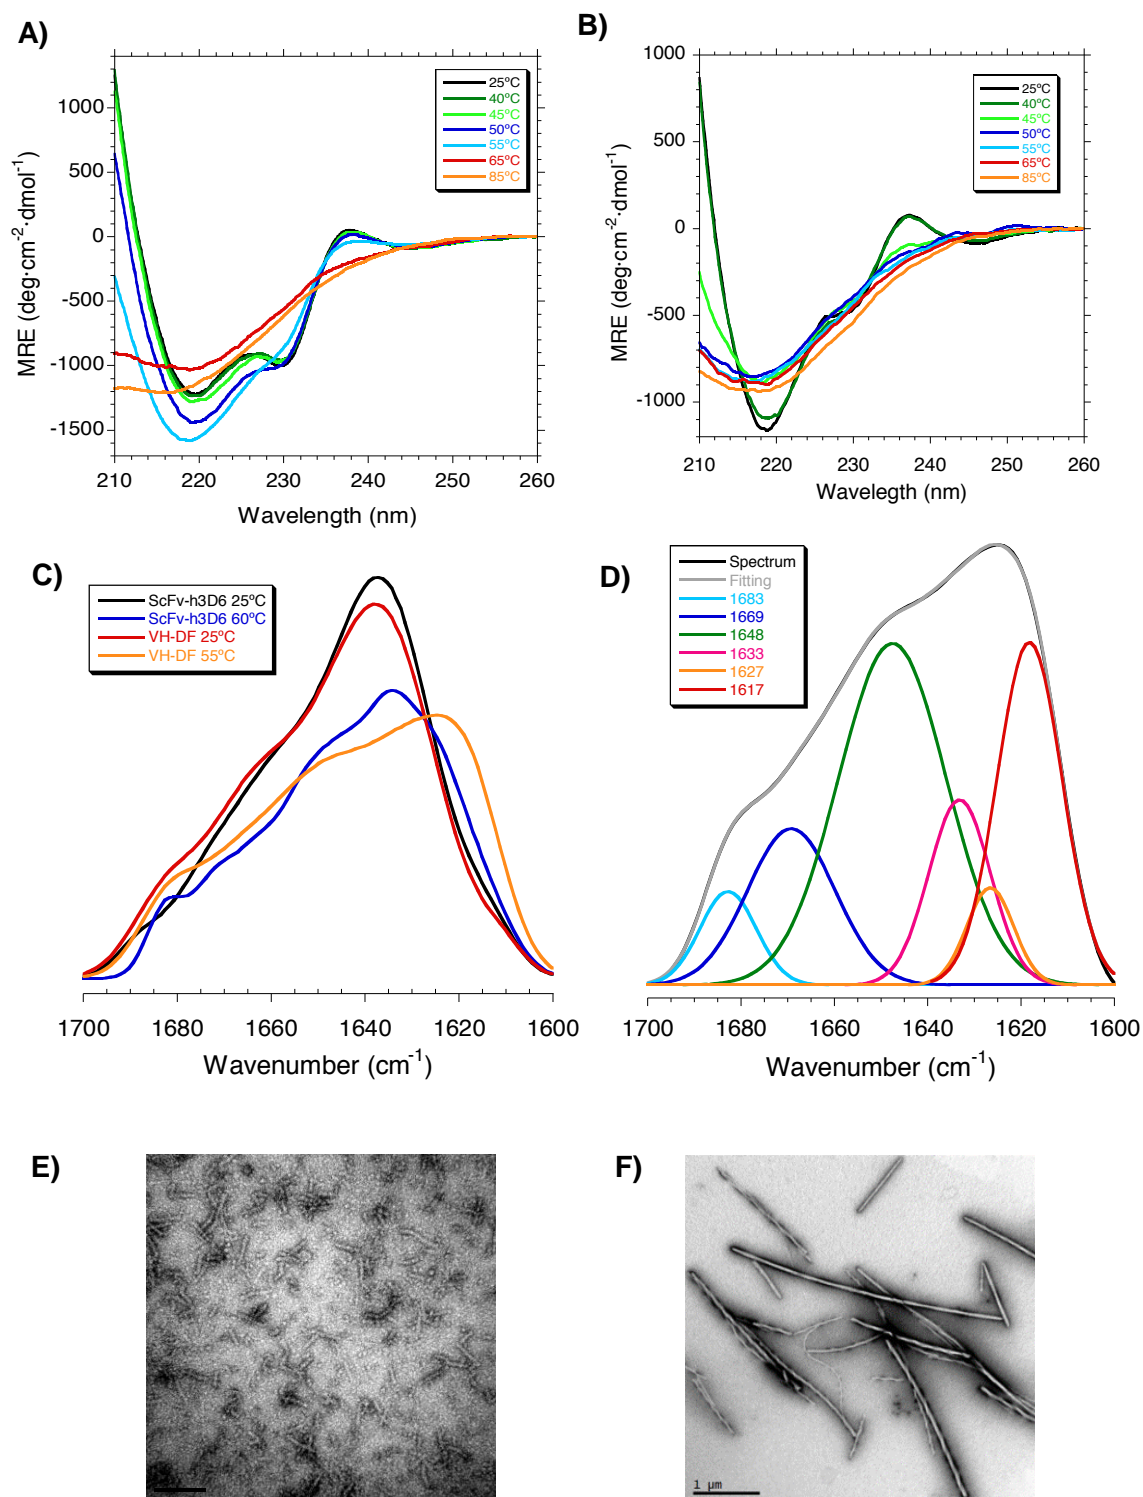 A)
1000
500
0
-500
-1000
-1500
MRE (deg·cm⁻²·dmol⁻¹)
25ºC
40ºC
45ºC
50ºC
55ºC
65ºC
85ºC
210 220 230 240 250 260
Wavelength (nm)
B)
1000
500
0
-500
-1000
MRE (deg·cm⁻²·dmol⁻¹)
25ºC
40ºC
45ºC
50ºC
55ºC
65ºC
85ºC
210 220 230 240 250 260
Wavelegth (nm)
C)
ScFv-h3D6 25ºC
ScFv-h3D6 60ºC
VH-DF 25ºC
VH-DF 55ºC
1700 1680 1660 1640 1620 1600
Wavenumber (cm⁻¹)
D)
Spectrum
Fitting
1683
1669
1648
1633
1627
1617
1700 1680 1660 1640 1620 1600
Wavenumber (cm⁻¹)
E)
F)
1 µm